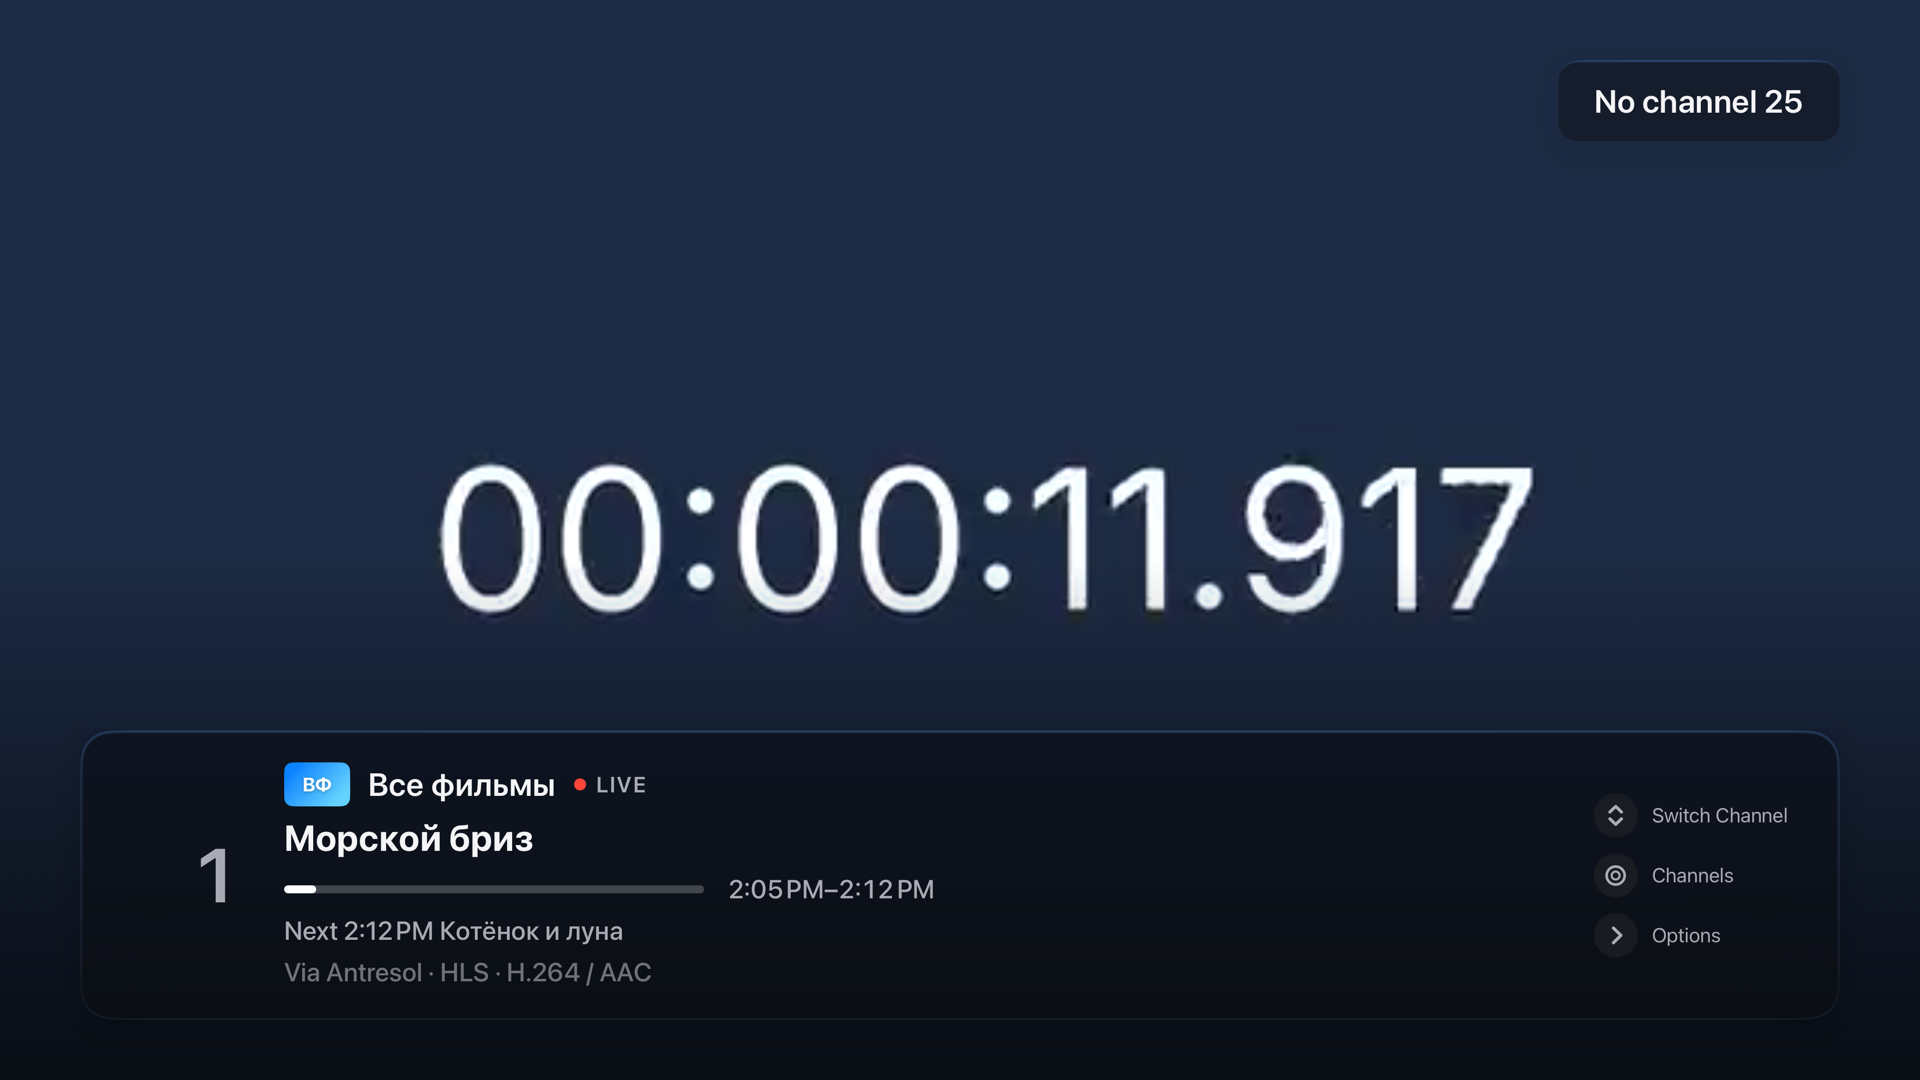 No channel 25
00:00:11.917
1
ВФ Все фильмы LIVE
Морской бриз
2:05 PM–2:12 PM
Next 2:12 PM Котёнок и луна
Via Antresol · HLS · H.264 / AAC
Switch Channel
Channels
Options